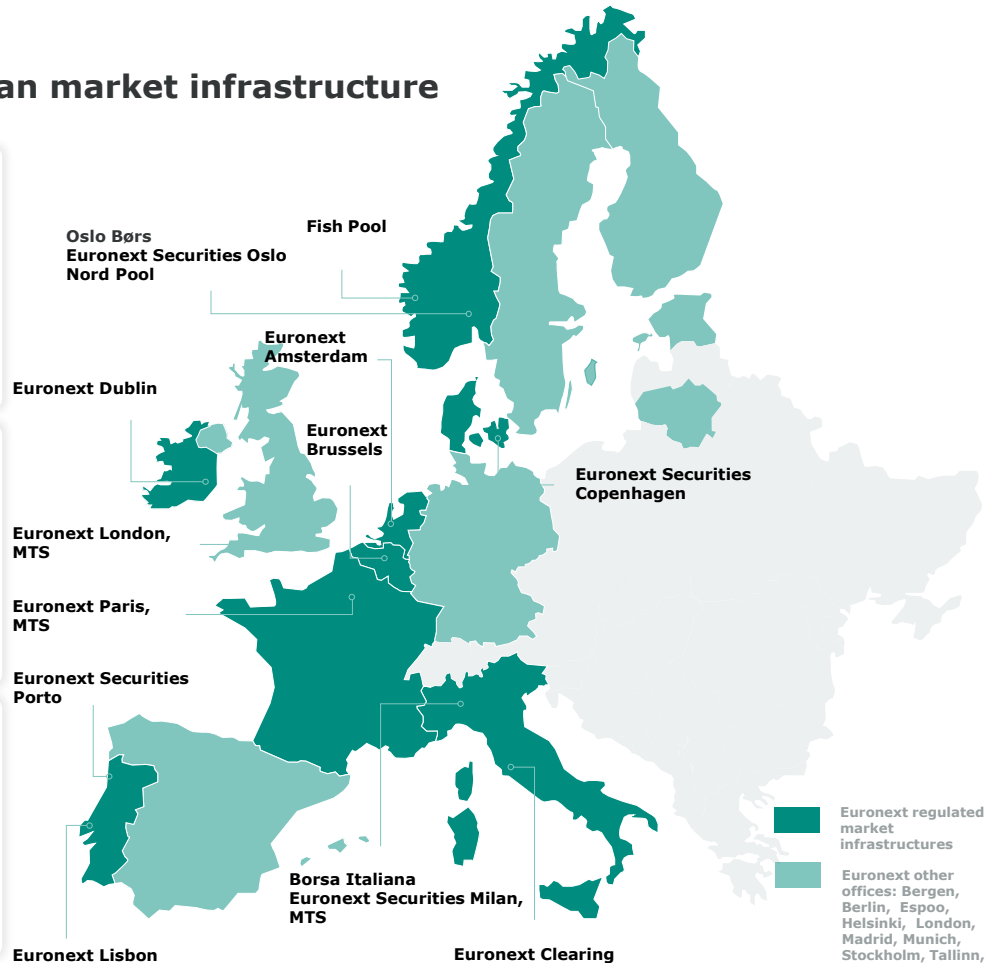 an market infrastructure
Fish Pool
Oslo Børs
Euronext Securities Oslo
Nord Pool
Euronext
Amsterdam
Euronext Dublin
Euronext
Brussels
Euronext Securities
Copenhagen
Euronext London,
MTS
Euronext Paris,
MTS
Euronext Securities
Porto
Borsa Italiana
Euronext Securities Milan,
MTS
Euronext Lisbon
Euronext Clearing
Euronext regulated
market
infrastructures
Euronext other
offices: Bergen,
Berlin, Espoo,
Helsinki, London,
Madrid, Munich,
Stockholm, Tallinn,